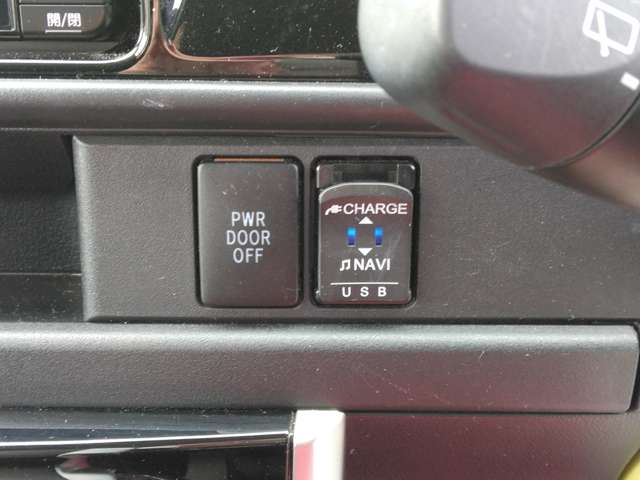 開/閉
PWR
DOOR
OFF
CHARGE
NAVI
USB